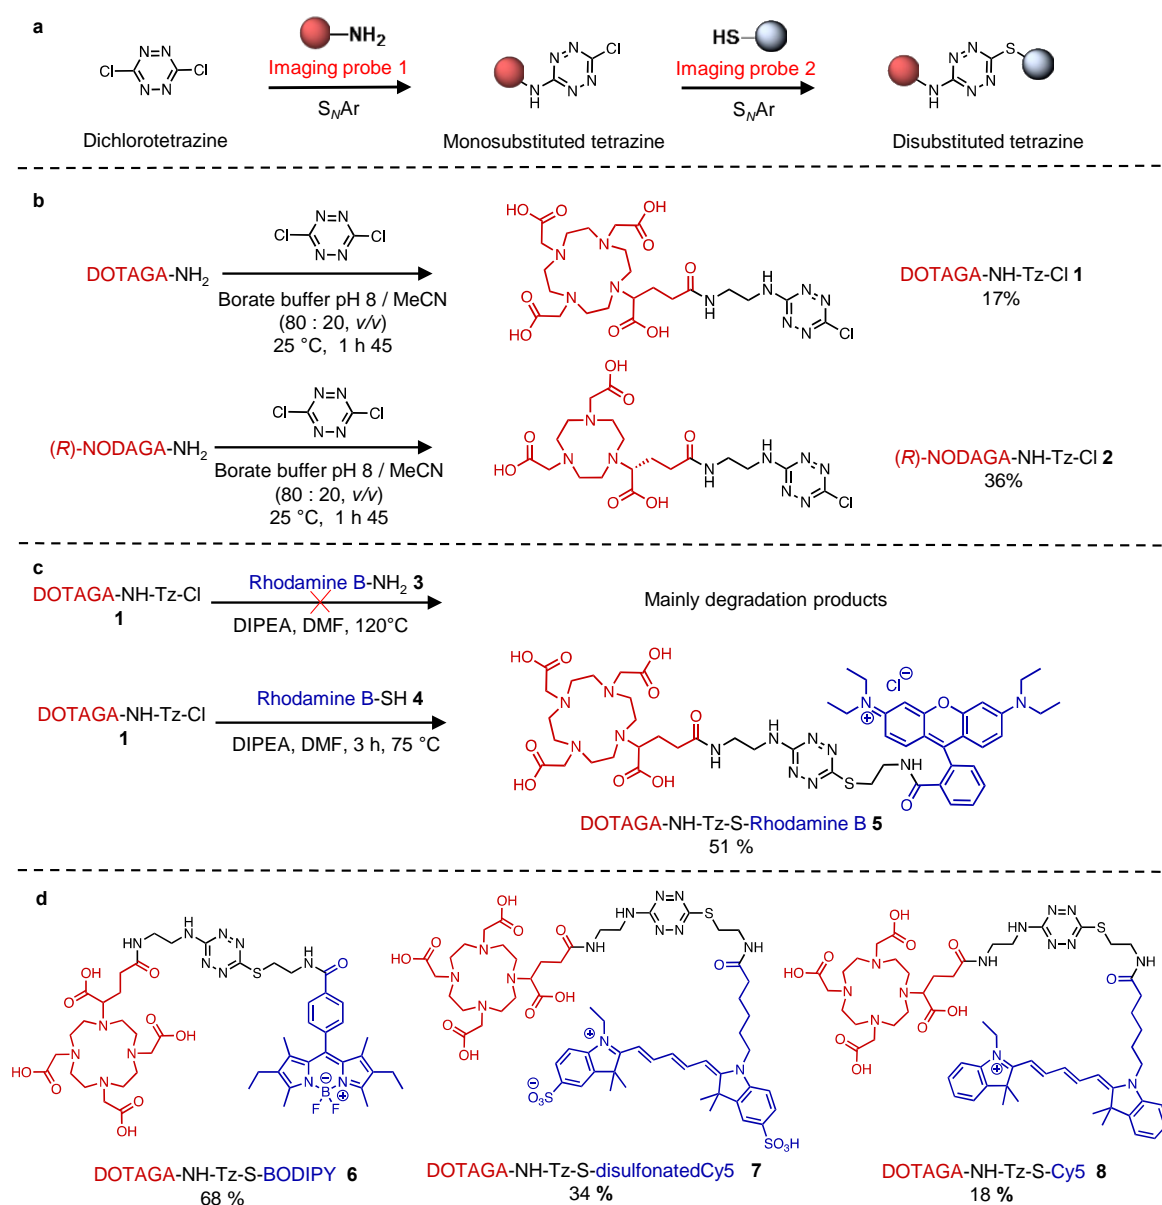 a
NH2
HS
Imaging probe 1
Imaging probe 2
SNAr
SNAr
Dichlorotetrazine
Monosubstituted tetrazine
Disubstituted tetrazine
b
DOTAGA-NH2
Borate buffer pH 8 / MeCN
(80 : 20, v/v)
25 °C, 1 h 45
DOTAGA-NH-Tz-Cl 1
17%
(R)-NODAGA-NH2
Borate buffer pH 8 / MeCN
(80 : 20, v/v)
25 °C, 1 h 45
(R)-NODAGA-NH-Tz-Cl 2
36%
c
DOTAGA-NH-Tz-Cl
1
Rhodamine B-NH2 3
DIPEA, DMF, 120°C
Mainly degradation products
DOTAGA-NH-Tz-Cl
1
Rhodamine B-SH 4
DIPEA, DMF, 3 h, 75 °C
DOTAGA-NH-Tz-S-Rhodamine B 5
51 %
d
DOTAGA-NH-Tz-S-BODIPY 6
68 %
DOTAGA-NH-Tz-S-disulfonatedCy5 7
34 %
DOTAGA-NH-Tz-S-Cy5 8
18 %